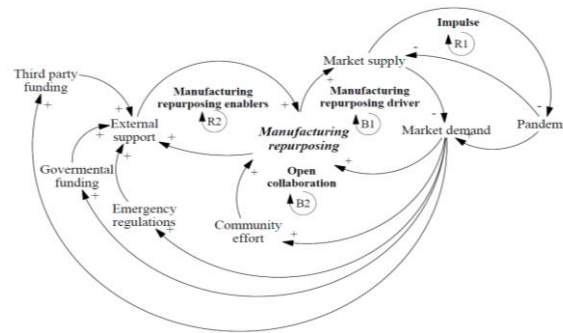 Impulse
R1
Market supply
Third party
funding
Manufacturing
repurposing enablers
R2
Manufacturing
repurposing driver
B1
External
support
Manufacturing
repurposing
Market demand
Pandem
Govermental
funding
Open
collaboration
B2
Emergency
regulations
Community
effort